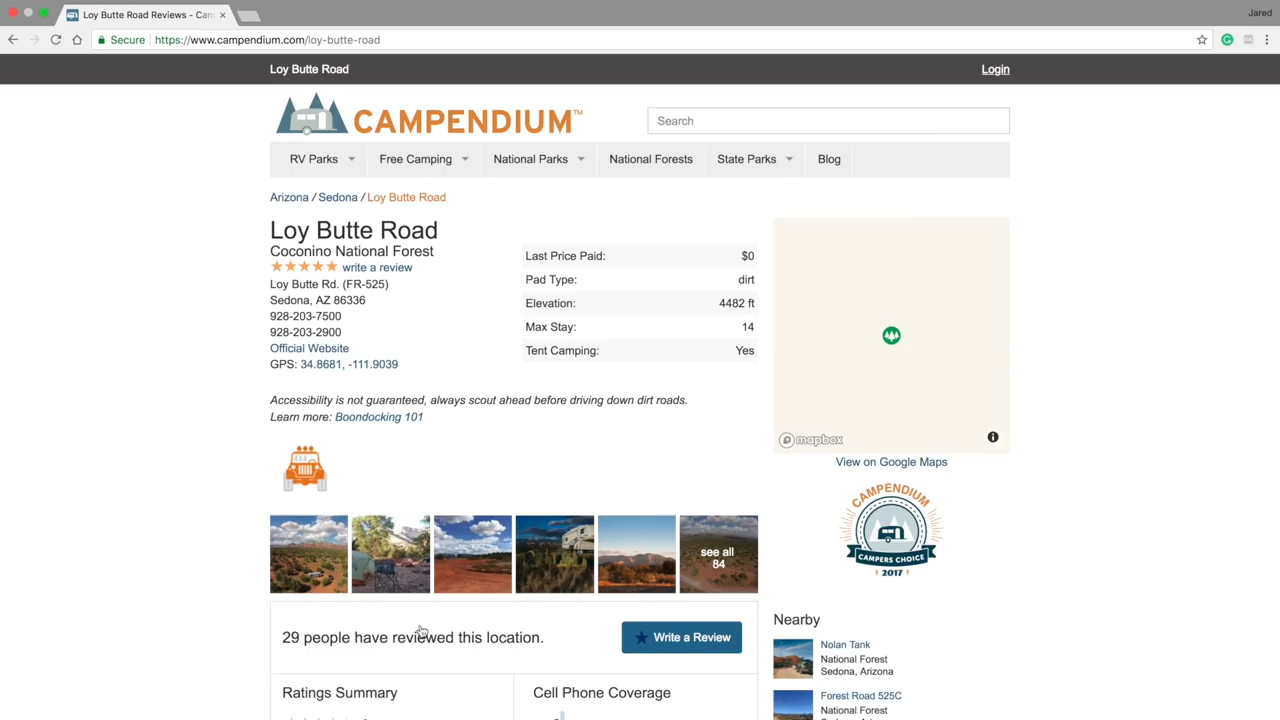 Loy Butte Road Reviews - Cam
Jared
Secure
https://www.campendium.com/loy-butte-road
Loy Butte Road
Login
CAMPENDIUM™
Search
RV Parks
Free Camping
National Parks
National Forests
State Parks
Blog
Arizona / Sedona / Loy Butte Road
Loy Butte Road
Coconino National Forest
write a review
Loy Butte Rd. (FR-525)
Sedona, AZ 86336
928-203-7500
928-203-2900
Official Website
GPS: 34.8681, -111.9039
Last Price Paid: $0
Pad Type: dirt
Elevation: 4482 ft
Max Stay: 14
Tent Camping: Yes
Accessibility is not guaranteed, always scout ahead before driving down dirt roads.
Learn more: Boondocking 101
mapbox
View on Google Maps
CAMPENDIUM
CAMPERS CHOICE
2017
see all
84
29 people have reviewed this location.
Write a Review
Ratings Summary
Cell Phone Coverage
Nearby
Nolan Tank
National Forest
Sedona, Arizona
Forest Road 525C
National Forest